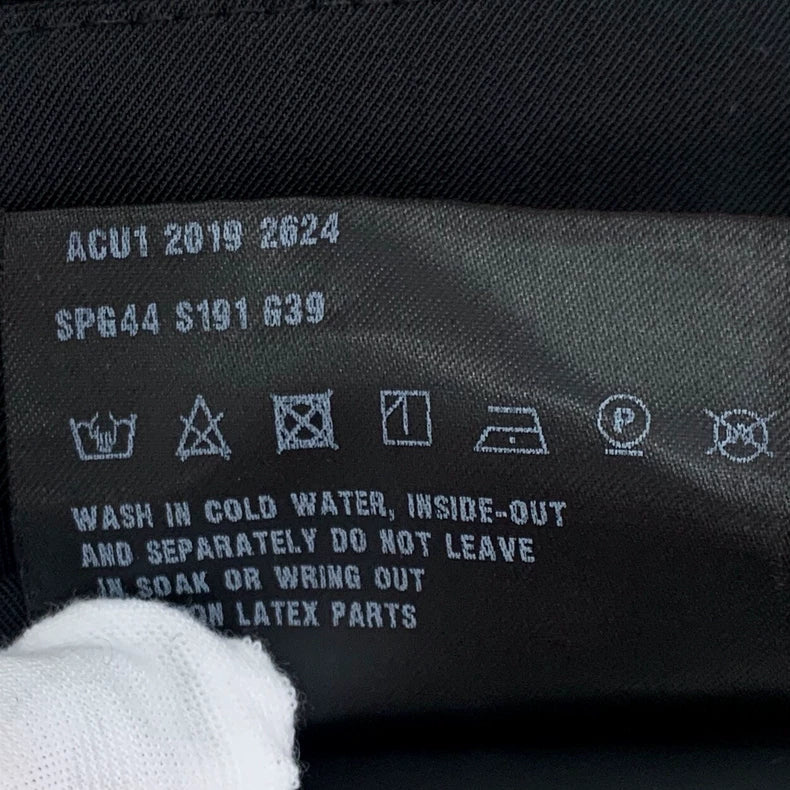 ACU1 2019 2624
SPG44 S191 G39
P
WASH IN COLD WATER, INSIDE-OUT
AND SEPARATELY DO NOT LEAVE
IN SOAK OR WRING OUT
ON LATEX PARTS